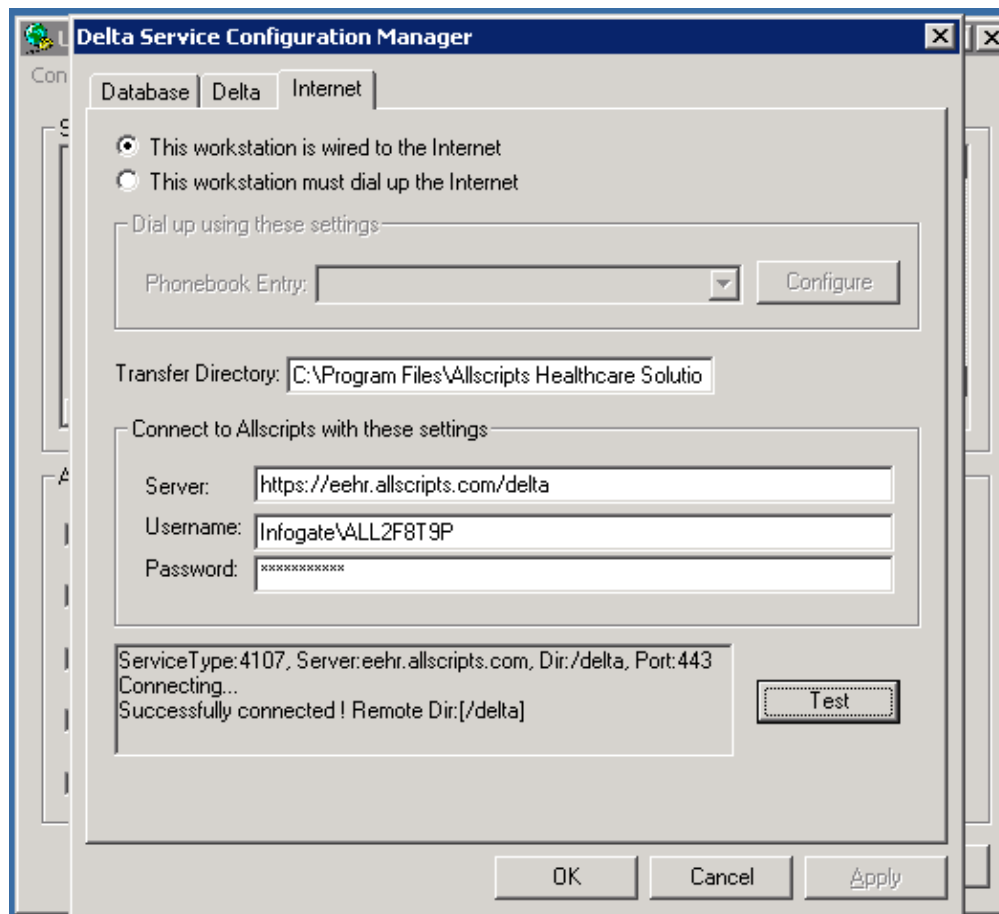 Delta Service Configuration Manager
Con
Database Delta Internet
This workstation is wired to the Internet
This workstation must dial up the Internet
Dial up using these settings
Phonebook Entry: Configure
Transfer Directory: C:\Program Files\Allscripts Healthcare Solutio
Connect to Allscripts with these settings
Server: https://eehr.allscripts.com/delta
Username: Infogate\ALL2F8T9P
Password: ***********
ServiceType:4107, Server:eehr.allscripts.com, Dir:/delta, Port:443
Connecting...
Successfully connected ! Remote Dir:[/delta]
Test
OK Cancel Apply